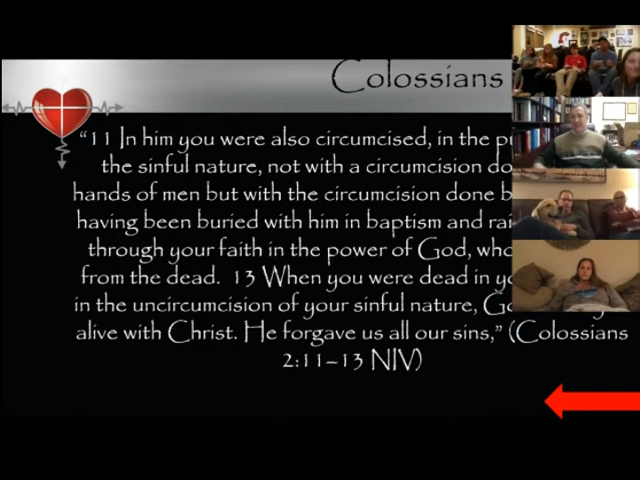 Colossians
“11 In him you were also circumcised, in the
the sinful nature, not with a circumcision
hands of men but with the circumcision done
having been buried with him in baptism and
through your faith in the power of God,
from the dead. 13 When you were dead in
in the uncircumcision of your sinful nature,
alive with Christ. He forgave us all our sins,” (Colossians
2:11–13 NIV)